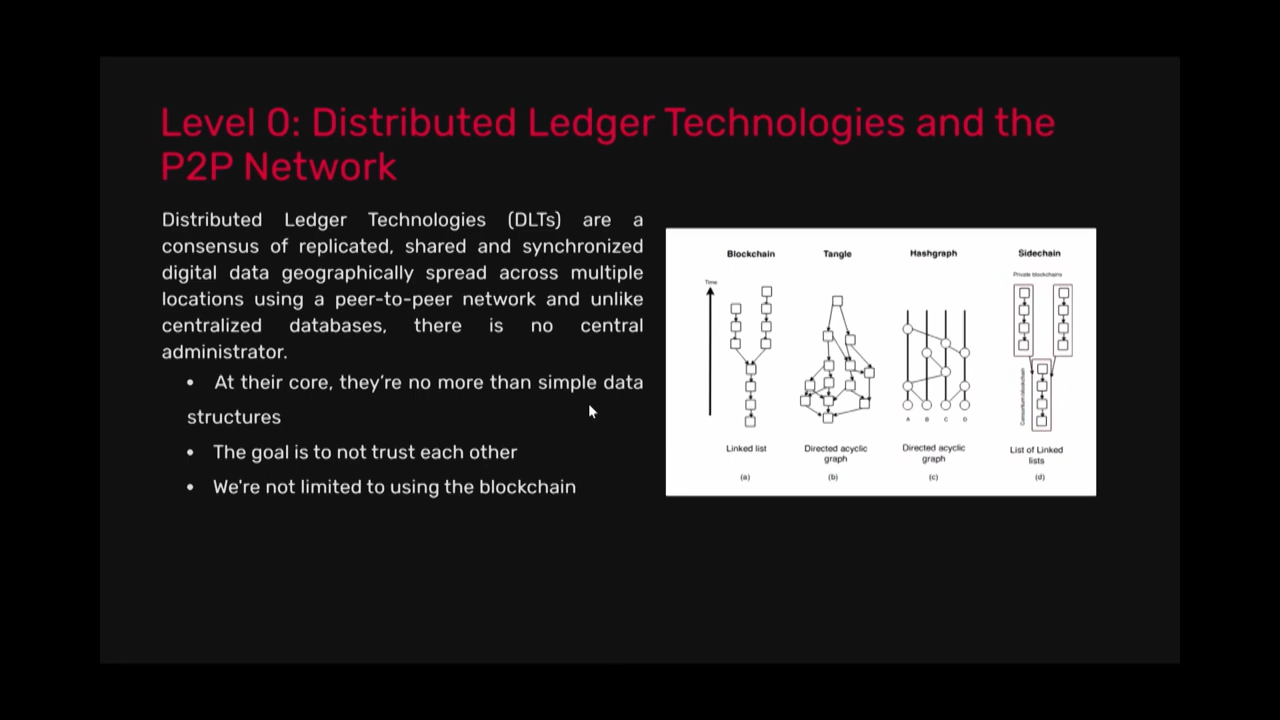 Level 0: Distributed Ledger Technologies and the
P2P Network
Distributed Ledger Technologies (DLTs) are a
consensus of replicated, shared and synchronized
digital data geographically spread across multiple
locations using a peer-to-peer network and unlike
centralized databases, there is no central
administrator.
• At their core, they’re no more than simple data
structures
• The goal is to not trust each other
• We're not limited to using the blockchain
Blockchain Tangle Hashgraph Sidechain
Private blockchains
Time
Consortium blockchain
A B C D
Linked list Directed acyclic graph Directed acyclic graph List of Linked lists
(a) (b) (c) (d)